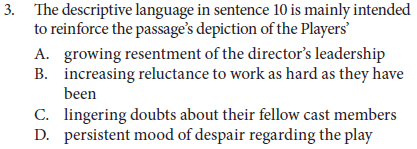 3. The descriptive language in sentence 10 is mainly intended
to reinforce the passage's depiction of the Players'
A. growing resentment of the director's leadership
B. increasing reluctance to work as hard as they have
been
C. lingering doubts about their fellow cast members
D. persistent mood of despair regarding the play